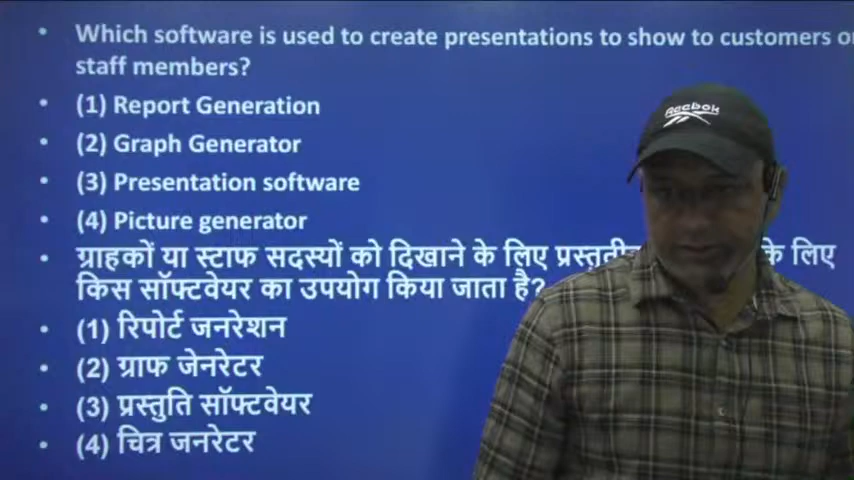 Which software is used to create presentations to show to customers
staff members?
(1) Report Generation
(2) Graph Generator
(3) Presentation software
(4) Picture generator
ग्राहकों या स्टाफ सदस्यों को दिखाने के लिए के लिए
किस सॉफ्टवेयर का उपयोग किया जाता है?
(1) रिपोर्ट जनरेशन
(2) ग्राफ जेनरेटर
(3) प्रस्तुति सॉफ्टवेयर
(4) चित्र जनरेटर
Reebok